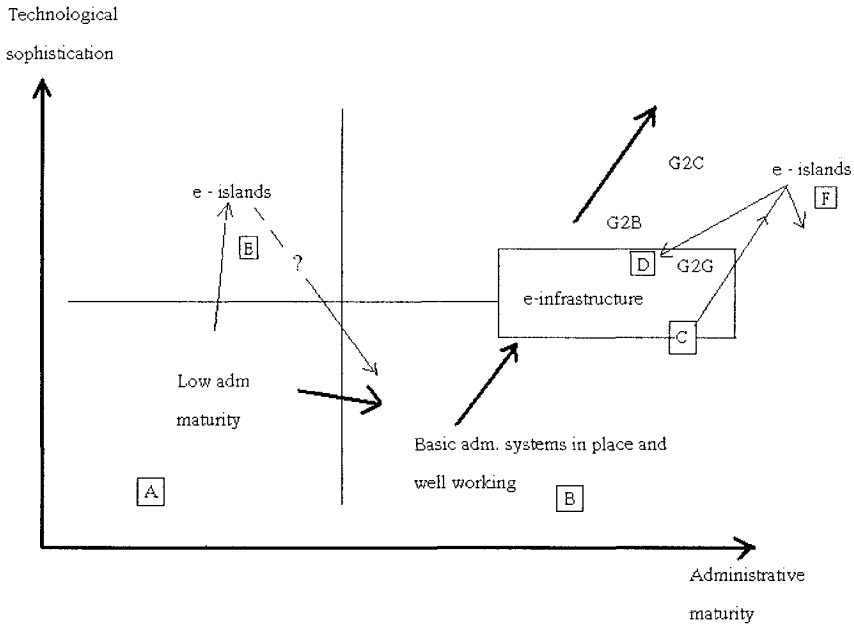 Technological
sophistication
G2C
e - islands
e - islands
F
G2B
E
?
D
G2G
e-infrastructure
C
Low adm
maturity
Basic adm. systems in place and
well working
A
B
Administrative
maturity